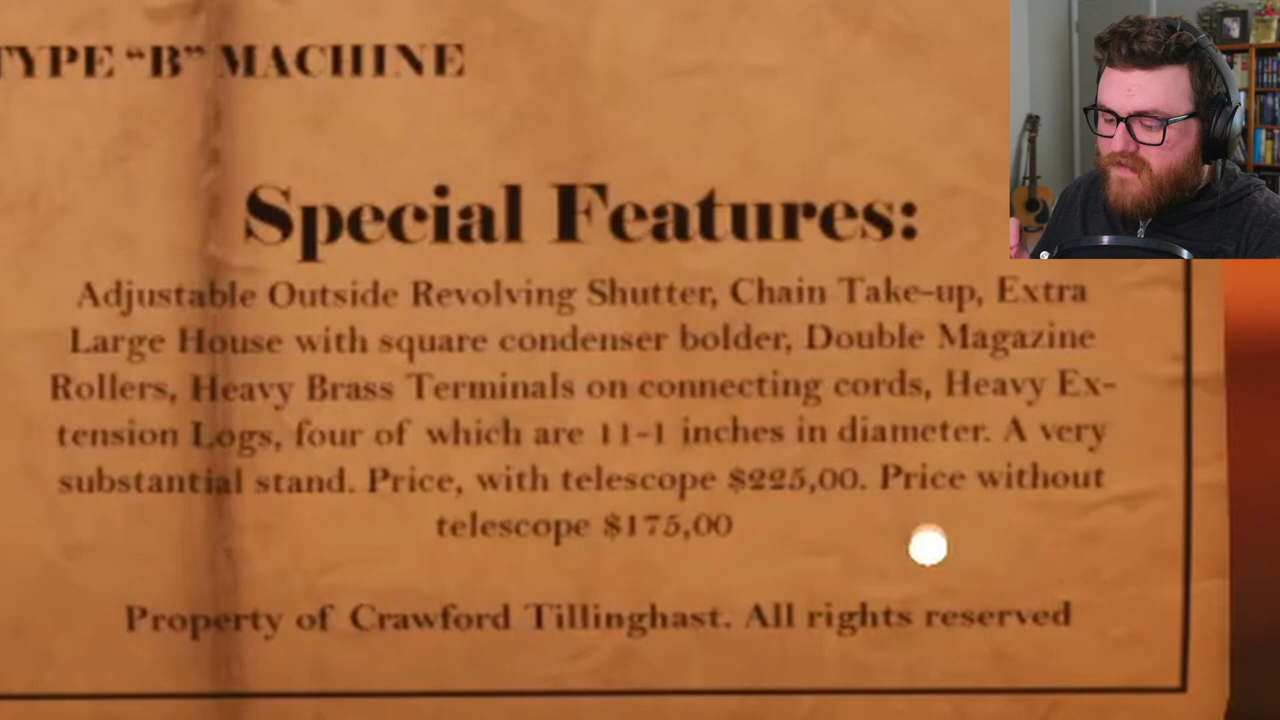 TYPE “B” MACHINE
Special Features:
Adjustable Outside Revolving Shutter, Chain Take-up, Extra
Large House with square condenser bolder, Double Magazine
Rollers, Heavy Brass Terminals on connecting cords, Heavy Ex-
tension Logs, four of which are 11-1 inches in diameter. A very
substantial stand. Price, with telescope $225,00. Price without
telescope $175,00
Property of Crawford Tillinghast. All rights reserved